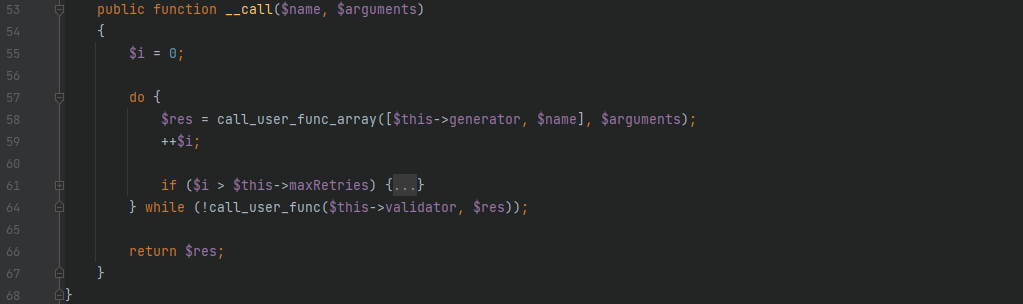 53 public function __call($name, $arguments)
54 {
55 $i = 0;
56
57 do {
58 $res = call_user_func_array([$this->generator, $name], $arguments);
59 ++$i;
60
61 if ($i > $this->maxRetries) {...}
64 } while (!call_user_func($this->validator, $res));
65
66 return $res;
67 }
68 }